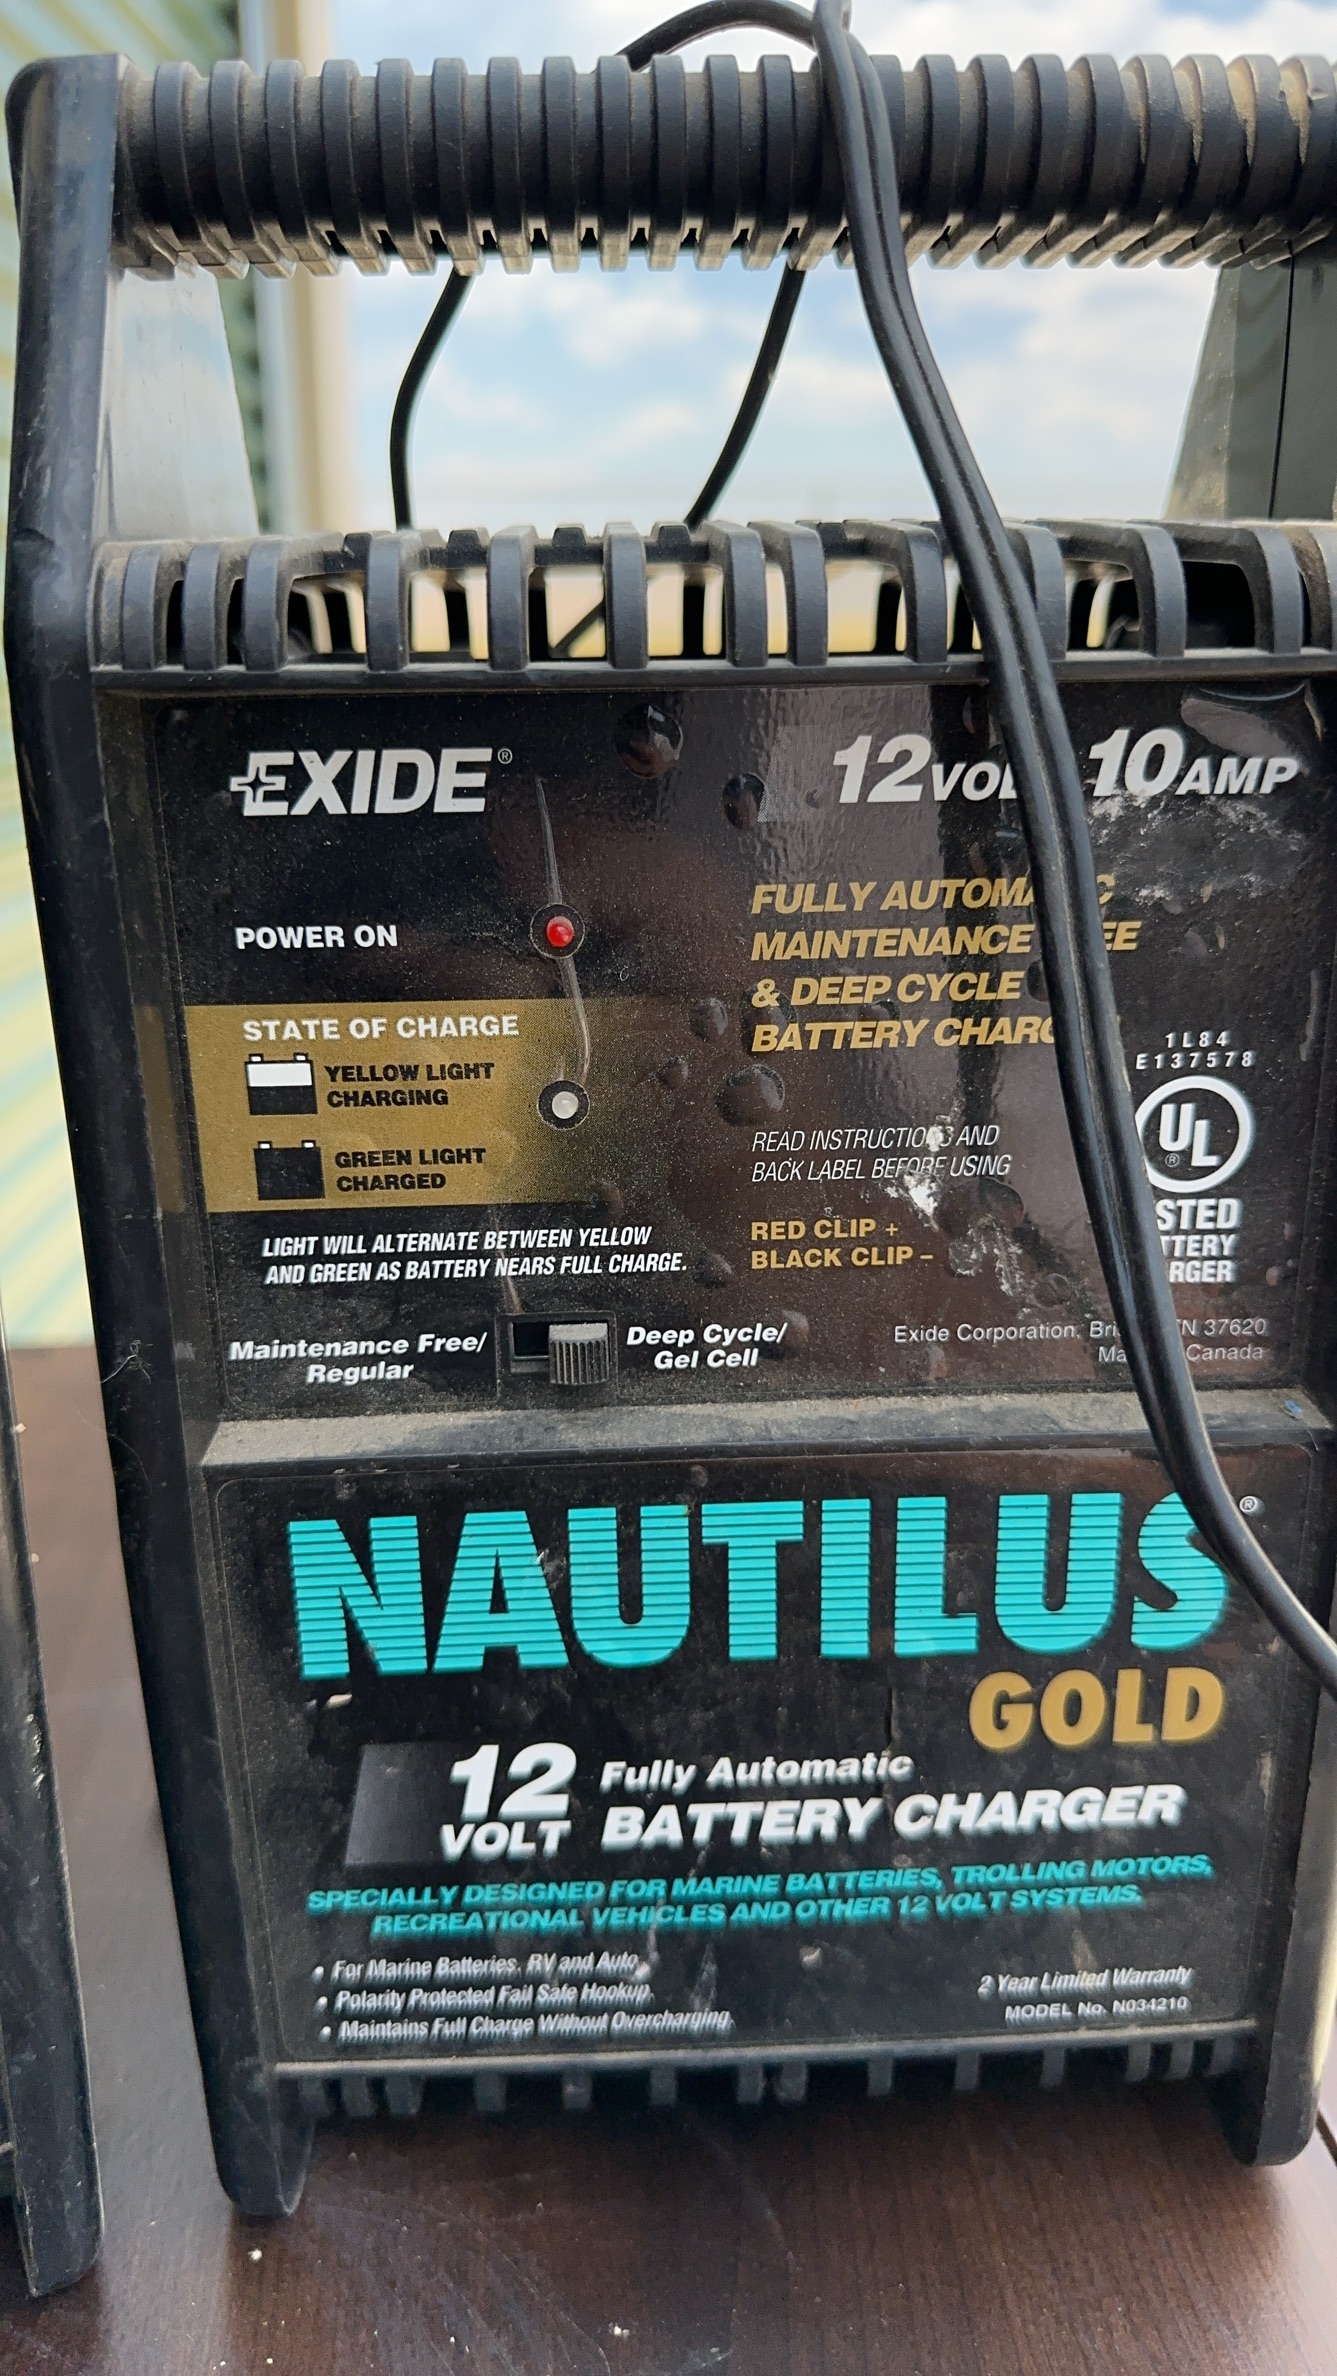 EXIDE®
12 VOL 10 AMP
POWER ON
FULLY AUTOMA C
MAINTENANCE EE
& DEEP CYCLE
BATTERY CHARG
STATE OF CHARGE
YELLOW LIGHT
CHARGING
GREEN LIGHT
CHARGED
1L84
E137578
UL®
STED
TTERY
RGER
READ INSTRUCTIONS AND
BACK LABEL BEFORE USING
RED CLIP +
BLACK CLIP –
LIGHT WILL ALTERNATE BETWEEN YELLOW
AND GREEN AS BATTERY NEARS FULL CHARGE.
Maintenance Free/
Regular
Deep Cycle/
Gel Cell
Exide Corporation, Bri TN 37620
Ma Canada
NAUTILUS®
GOLD
12
VOLT
Fully Automatic
BATTERY CHARGER
SPECIALLY DESIGNED FOR MARINE BATTERIES, TROLLING MOTORS,
RECREATIONAL VEHICLES AND OTHER 12 VOLT SYSTEMS.
• For Marine Batteries, RV and Auto.
• Polarity Protected Fail Safe Hookup.
• Maintains Full Charge Without Overcharging.
2 Year Limited Warranty
MODEL No. N034210